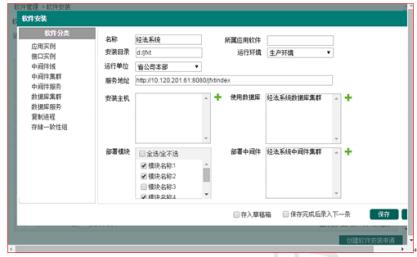 软件管理 > 软件安装
软件安装
软件分类
应用实例
接口实例
中间件线
中间件集群
中间件服务
数据库集群
数据库服务
复制进程
存储一致性组
名称 经法系统 所属应用软件
安装目录 d:/jfxt 运行环境 生产环境
运行单位 省公司本部
服务地址 http://10.120.201.61:8080/jfxtindex
安装主机 使用数据库 经法系统数据库集群
部署模块 全选/全不选 部署中间件 经法系统中间件集群
模块名称1
模块名称2
模块名称3
模块名称4
存入草稿箱 保存完成后录入下一条 保存
创建软件安装申请